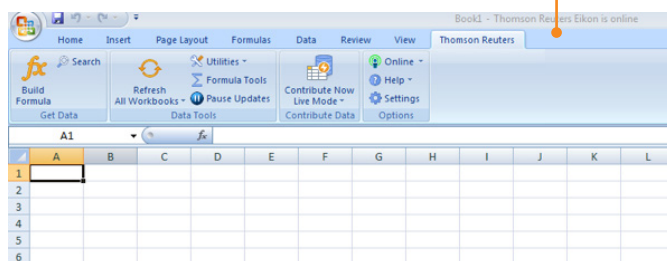 Book1 - Thomson Reuters Eikon is online
Home Insert Page Layout Formulas Data Review View Thomson Reuters
Build Formula
Search
Get Data
Refresh All Workbooks
Utilities
Formula Tools
Pause Updates
Data Tools
Contribute Now
Live Mode
Contribute Data
Online
Help
Settings
Options
A1 fx
A B C D E F G H I J K L
1
2
3
4
5
6